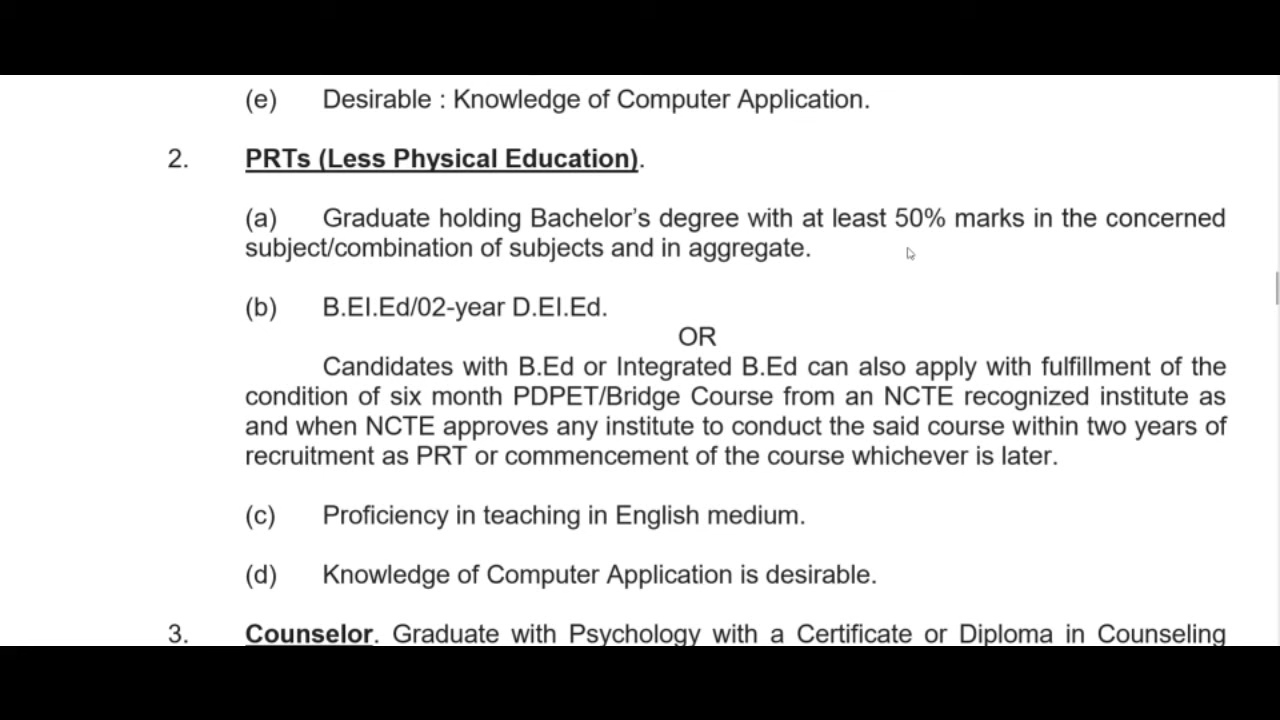 (e) Desirable : Knowledge of Computer Application.
2. PRTs (Less Physical Education).
(a) Graduate holding Bachelor’s degree with at least 50% marks in the concerned
subject/combination of subjects and in aggregate.
(b) B.El.Ed/02-year D.El.Ed.
OR
Candidates with B.Ed or Integrated B.Ed can also apply with fulfillment of the
condition of six month PDPET/Bridge Course from an NCTE recognized institute as
and when NCTE approves any institute to conduct the said course within two years of
recruitment as PRT or commencement of the course whichever is later.
(c) Proficiency in teaching in English medium.
(d) Knowledge of Computer Application is desirable.
3. Counselor. Graduate with Psychology with a Certificate or Diploma in Counseling